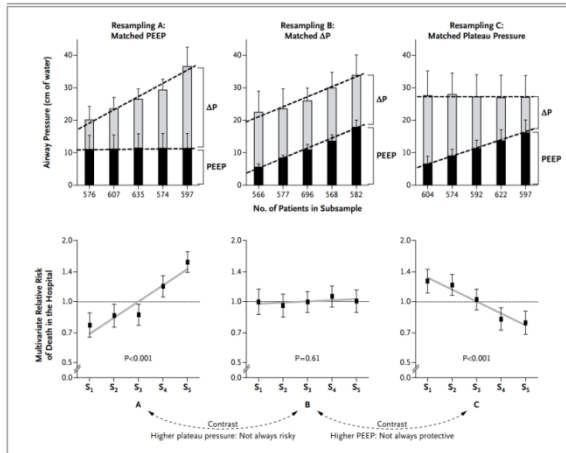 Resampling A:
Matched PEEP
Resampling B:
Matched ΔP
Resampling C:
Matched Plateau Pressure
Airway Pressure (cm of water)
40
30
20
10
0
ΔP
PEEP
576 607 635 574 597
40
30
20
10
0
ΔP
PEEP
566 577 696 568 582
40
30
20
10
0
ΔP
PEEP
604 574 592 622 597
No. of Patients in Subsample
Multivariate Relative Risk
of Death in the Hospital
2.0
1.4
1.0
0.7
0.5
0.0
P<0.001
S1 S2 S3 S4 S5
A
2.0
1.4
1.0
0.7
0.5
0.0
P=0.61
S1 S2 S3 S4 S5
B
2.0
1.4
1.0
0.7
0.5
0.0
P<0.001
S1 S2 S3 S4 S5
C
Contrast
Higher plateau pressure: Not always risky
Contrast
Higher PEEP: Not always protective